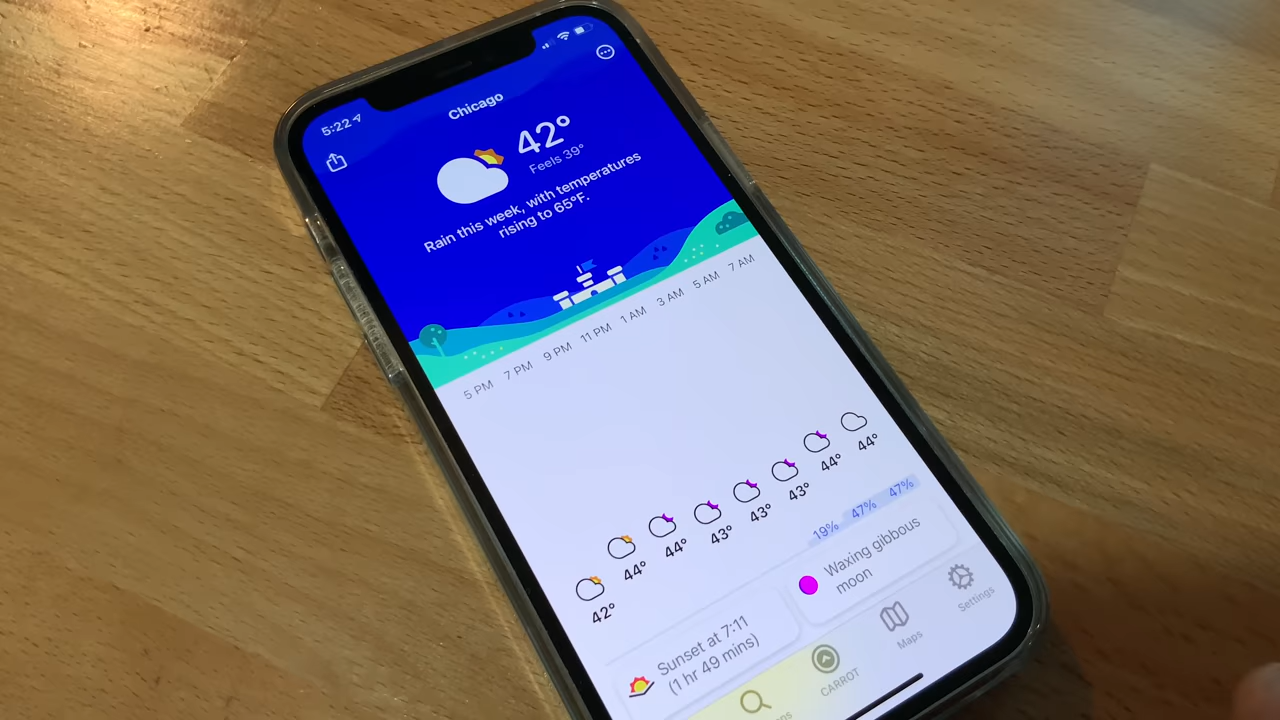 5:22
Chicago
42°
Feels 39°
Rain this week, with temperatures
rising to 65°F.
5 PM 7 PM 9 PM 11 PM 1 AM 3 AM 5 AM 7 AM
42° 44° 44° 43° 43° 43° 44° 44°
19% 47% 47%
Sunset at 7:11
(1 hr 49 mins)
Waxing gibbous
moon
CARROT
Maps
Settings